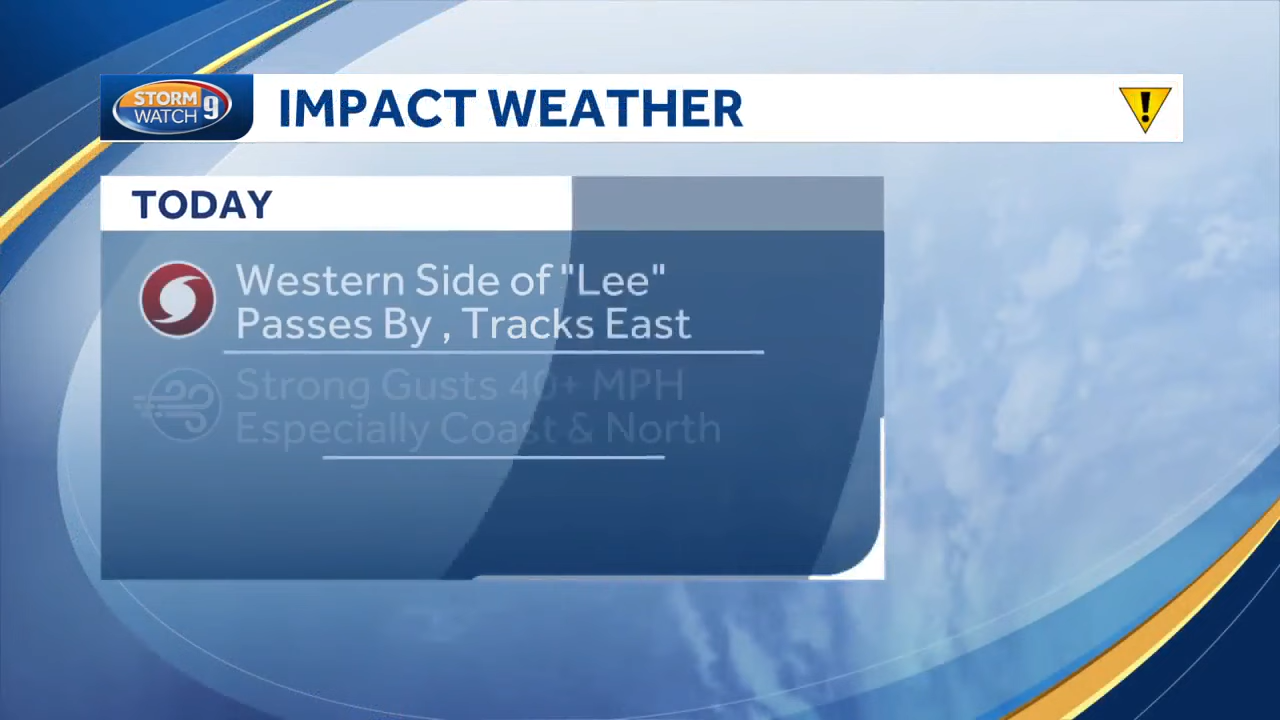 STORM
WATCH 9
IMPACT WEATHER
!
TODAY
Western Side of "Lee"
Passes By , Tracks East
Strong Gusts 40+ MPH
Especially Coast & North